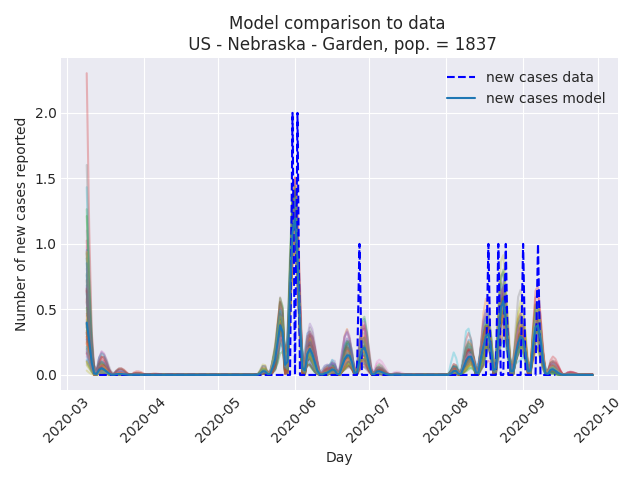 Model comparison to data
US - Nebraska - Garden, pop. = 1837
new cases data
new cases model
Number of new cases reported
2.0
1.5
1.0
0.5
0.0
2020-03
2020-04
2020-05
2020-06
2020-07
2020-08
2020-09
2020-10
Day